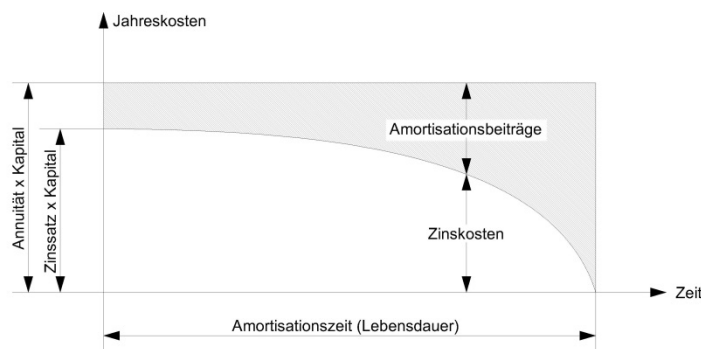 Jahreskosten
Annuität x Kapital
Zinssatz x Kapital
Amortisationsbeiträge
Zinskosten
Zeit
Amortisationszeit (Lebensdauer)